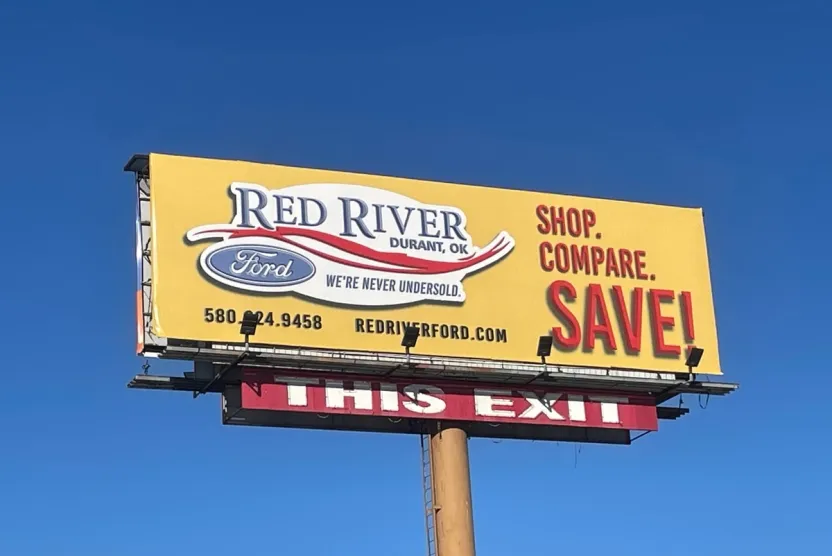 RED RIVER
DURANT, OK
Ford
WE'RE NEVER UNDERSOLD.
REDRIVERFORD.COM
SHOP.
COMPARE.
SAVE!
THIS EXIT